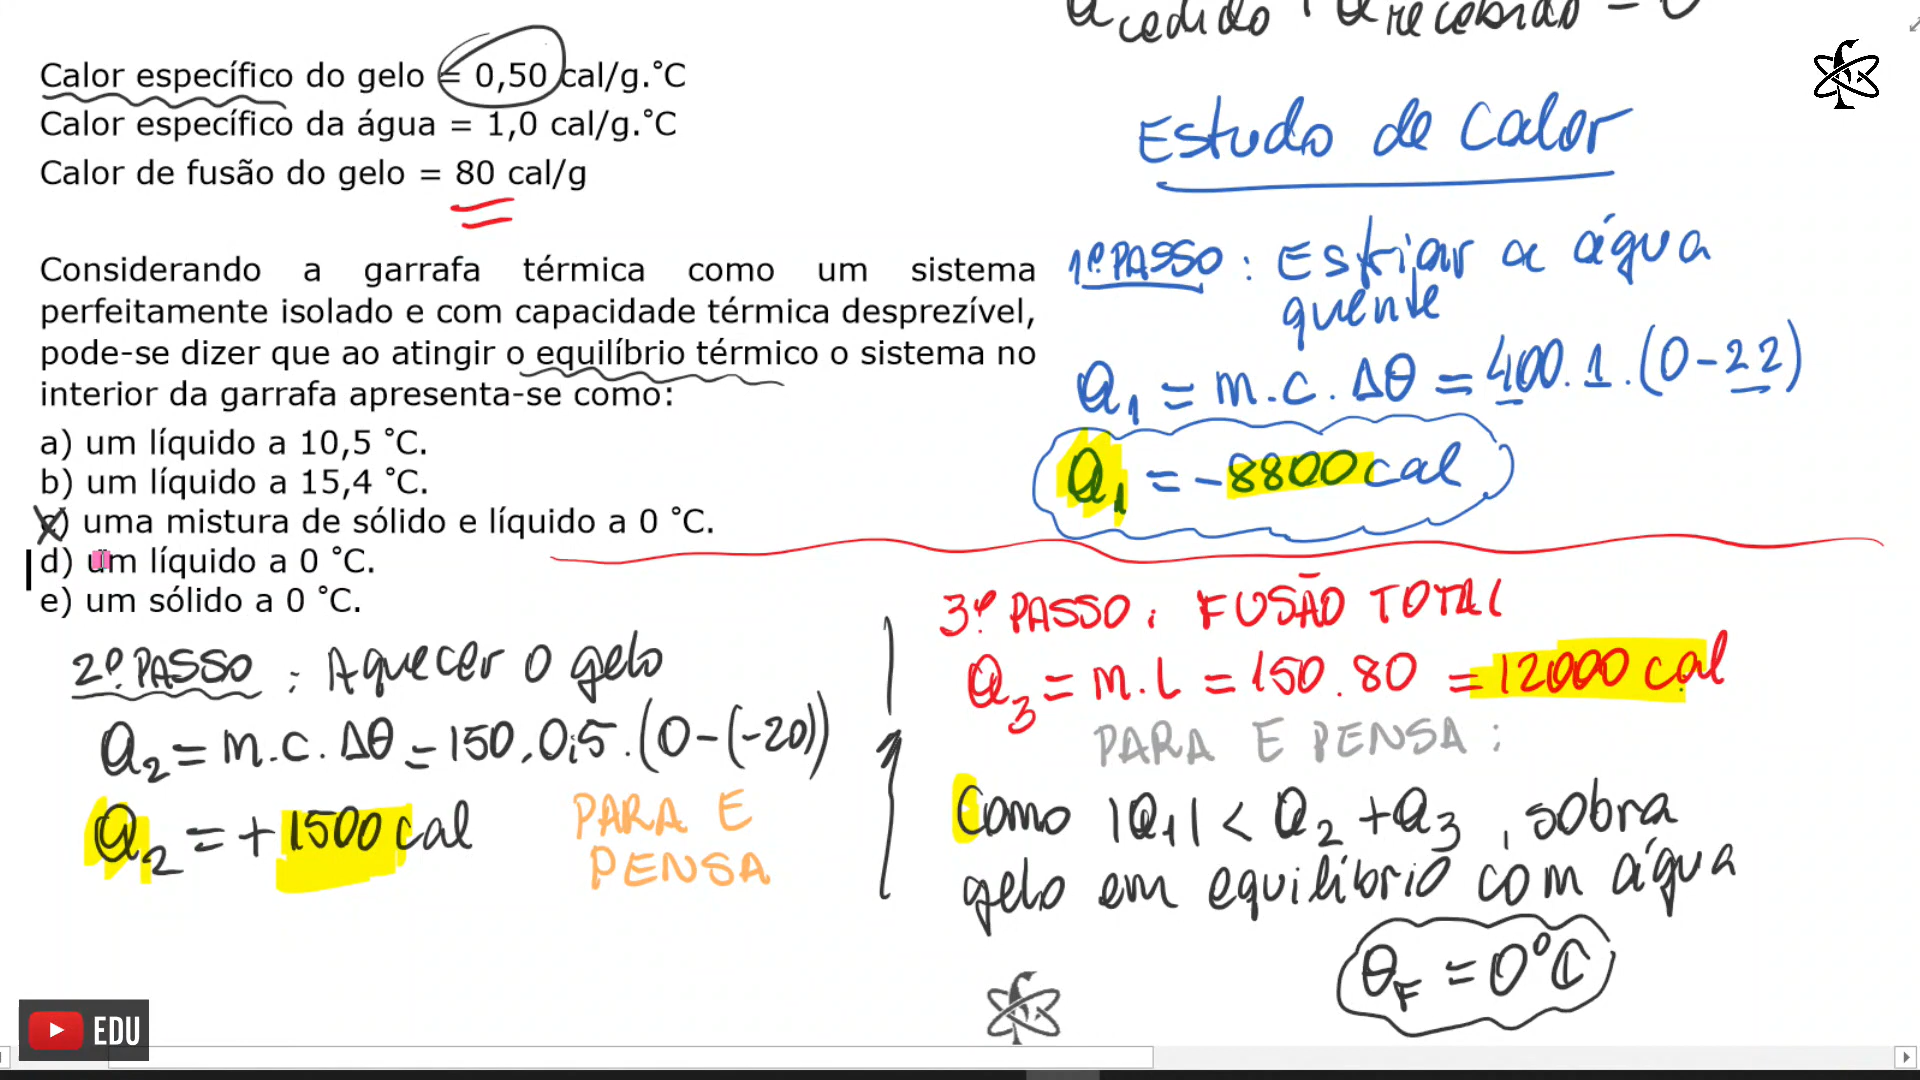 Qcedido + Qrecebido = 0
Calor específico do gelo = 0,50 cal/g.°C
Calor específico da água = 1,0 cal/g.°C
Calor de fusão do gelo = 80 cal/g
Considerando a garrafa térmica como um sistema
perfeitamente isolado e com capacidade térmica desprezível,
pode-se dizer que ao atingir o equilíbrio térmico o sistema no
interior da garrafa apresenta-se como:
a) um líquido a 10,5 °C.
b) um líquido a 15,4 °C.
c) uma mistura de sólido e líquido a 0 °C.
d) um líquido a 0 °C.
e) um sólido a 0 °C.
Estudo de Calor
1º PASSO: Esfriar a água
quente
Q₁ = m.c.Δθ = 400.1.(0-22)
Q₁ = -8800 cal
2º PASSO: Aquecer o gelo
Q₂ = m.c.Δθ = 150.0,5.(0-(-20))
Q₂ = +1500 cal
PARA E
PENSA
3º PASSO: FUSÃO TOTAL
Q₃ = m.L = 150.80 = 12000 cal
PARA E PENSA:
Como |Q₁| < Q₂ + Q₃, sobra
gelo em equilíbrio com água
θF = 0°C
EDU